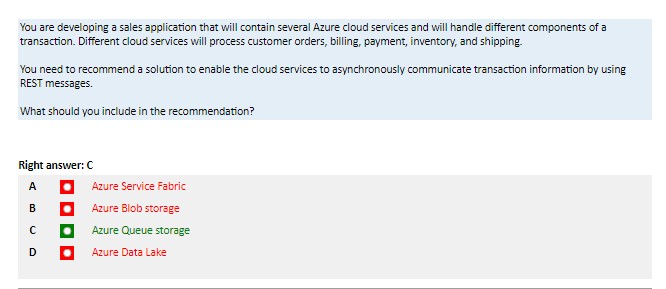 You are developing a sales application that will contain several Azure cloud services and will handle different components of a
transaction. Different cloud services will process customer orders, billing, payment, inventory, and shipping.
You need to recommend a solution to enable the cloud services to asynchronously communicate transaction information by using
REST messages.
What should you include in the recommendation?
Right answer: C
A Azure Service Fabric
B Azure Blob storage
C Azure Queue storage
D Azure Data Lake